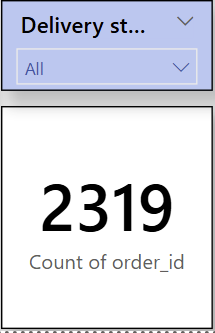 Delivery st...
All
2319
Count of order_id